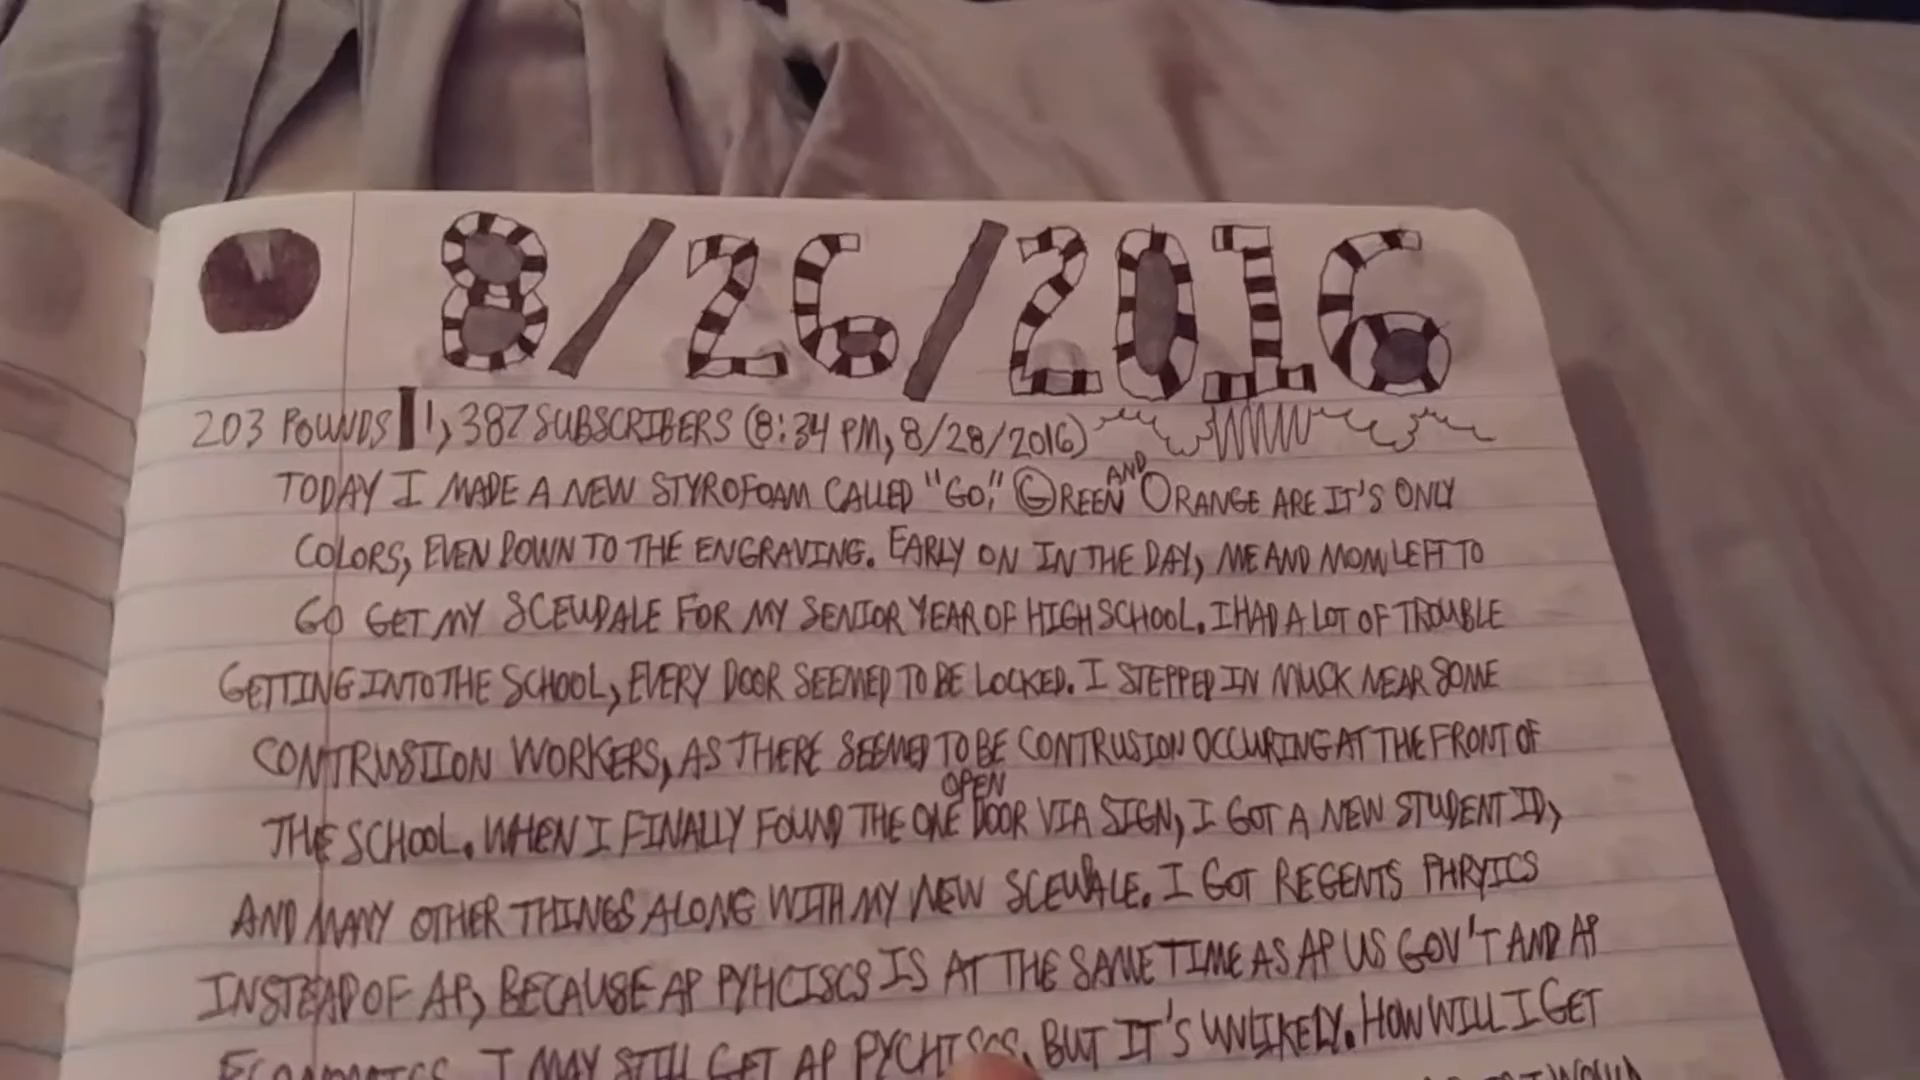 8/26/2016
203 POUNDS 1,387 SUBSCRIBERS (8:34 PM, 8/28/2016)
TODAY I MADE A NEW STYROFOAM CALLED "GO," GREEN AND ORANGE ARE IT'S ONLY
COLORS, EVEN DOWN TO THE ENGRAVING. EARLY ON IN THE DAY, ME AND MOM LEFT TO
GO GET MY SCEWDALE FOR MY SENIOR YEAR OF HIGH SCHOOL. I HAD A LOT OF TROUBLE
GETTING INTO THE SCHOOL, EVERY DOOR SEEMED TO BE LOCKED. I STEPPED IN MUCK NEAR SOME
CONTRUSTION WORKERS, AS THERE SEEMED TO BE CONTRUSION OCCURING AT THE FRONT OF
THE SCHOOL. WHEN I FINALLY FOUND THE ONE OPEN DOOR VIA SIGN, I GOT A NEW STUDENT ID,
AND MANY OTHER THINGS ALONG WITH MY NEW SCEWALE. I GOT REGENTS PHRYICS
INSTEAD OF AP, BECAUSE AP PYHCISCS IS AT THE SAME TIME AS AP US GOV'T AND AP
ECONOMICS. I MAY STILL GET AP PYCHISCS, BUT IT'S UNLIKELY. HOW WILL I GET
I WOULD